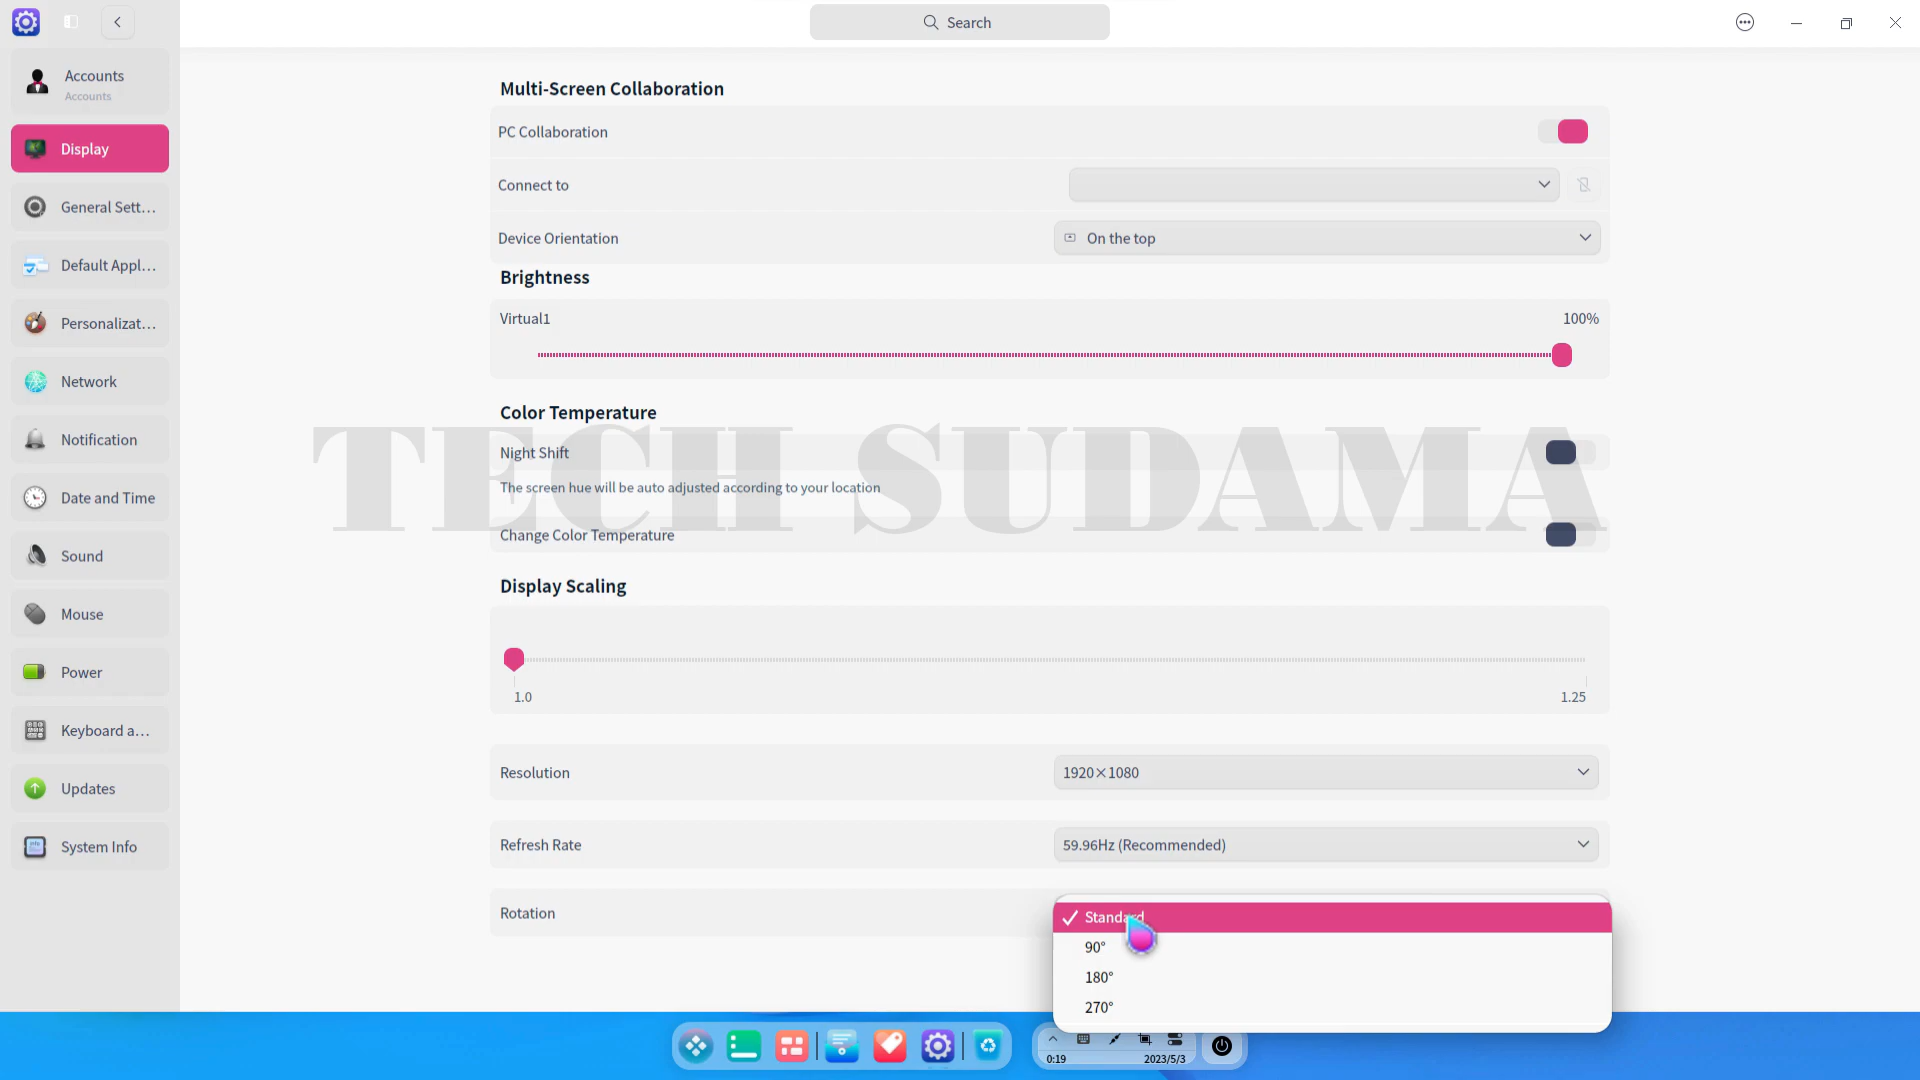 Search
Accounts
Accounts
Display
General Sett...
Default Appl...
Personalizat...
Network
Notification
Date and Time
Sound
Mouse
Power
Keyboard a...
Updates
System Info
Multi-Screen Collaboration
PC Collaboration
Connect to
Device Orientation
On the top
Brightness
Virtual1
100%
Color Temperature
TECH SUDAMA
Night Shift
The screen hue will be auto adjusted according to your location
Change Color Temperature
Display Scaling
1.0
1.25
Resolution
1920×1080
Refresh Rate
59.96Hz (Recommended)
Rotation
Standard
90°
180°
270°
0:19
2023/5/3